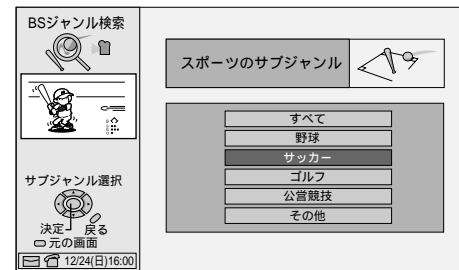 BSジャンル検索
スポーツのサブジャンル
すべて
野球
サッカー
ゴルフ
公営競技
その他
サブジャンル選択
決定 戻る
元の画面
12/24(日)16:00